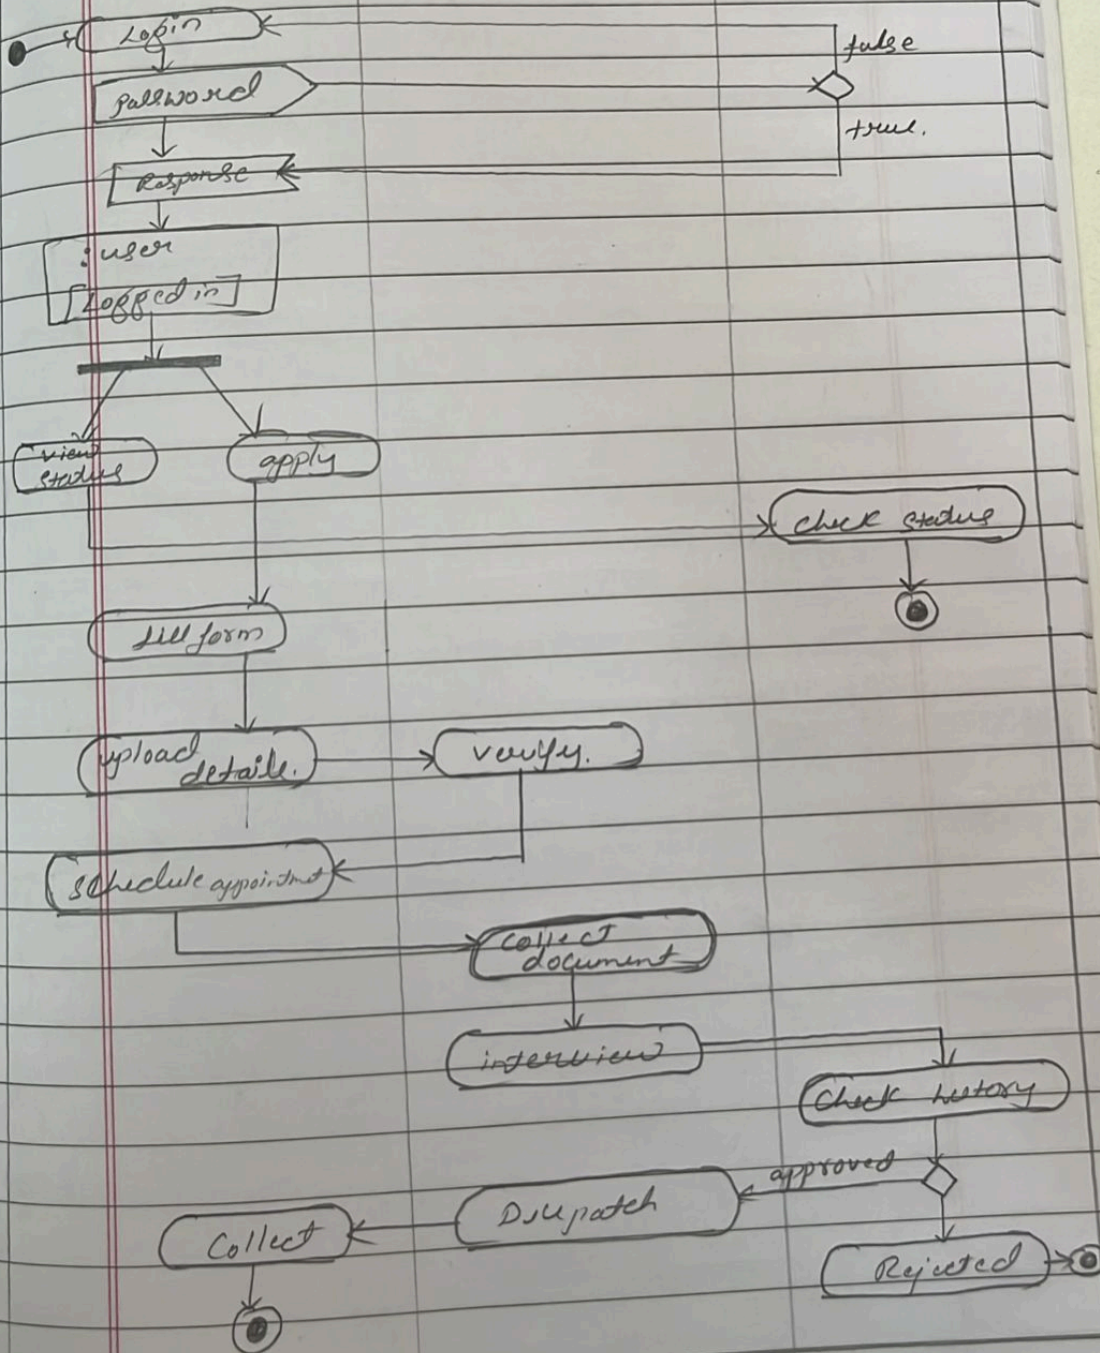 Login
false
Password
true.
Response
:user
[Logged in]
view
status
apply
check status
fill form
upload
details.
verify.
schedule appointmet
collect
document
interview
Check history
approved
Dispatch
Collect
Rejected